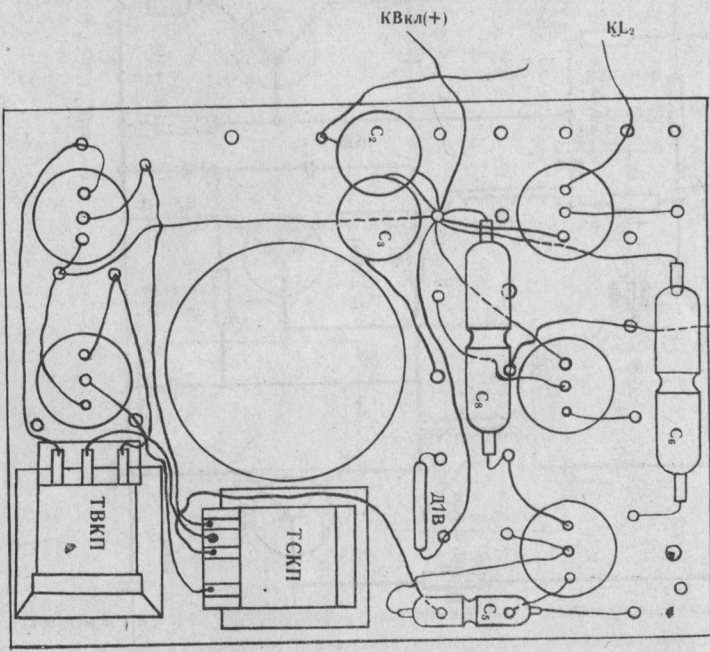 КВкл(+)
KL₂
C₂
C₃
C₈
C₆
Д1В
ТВКП
ТСКП
C₅